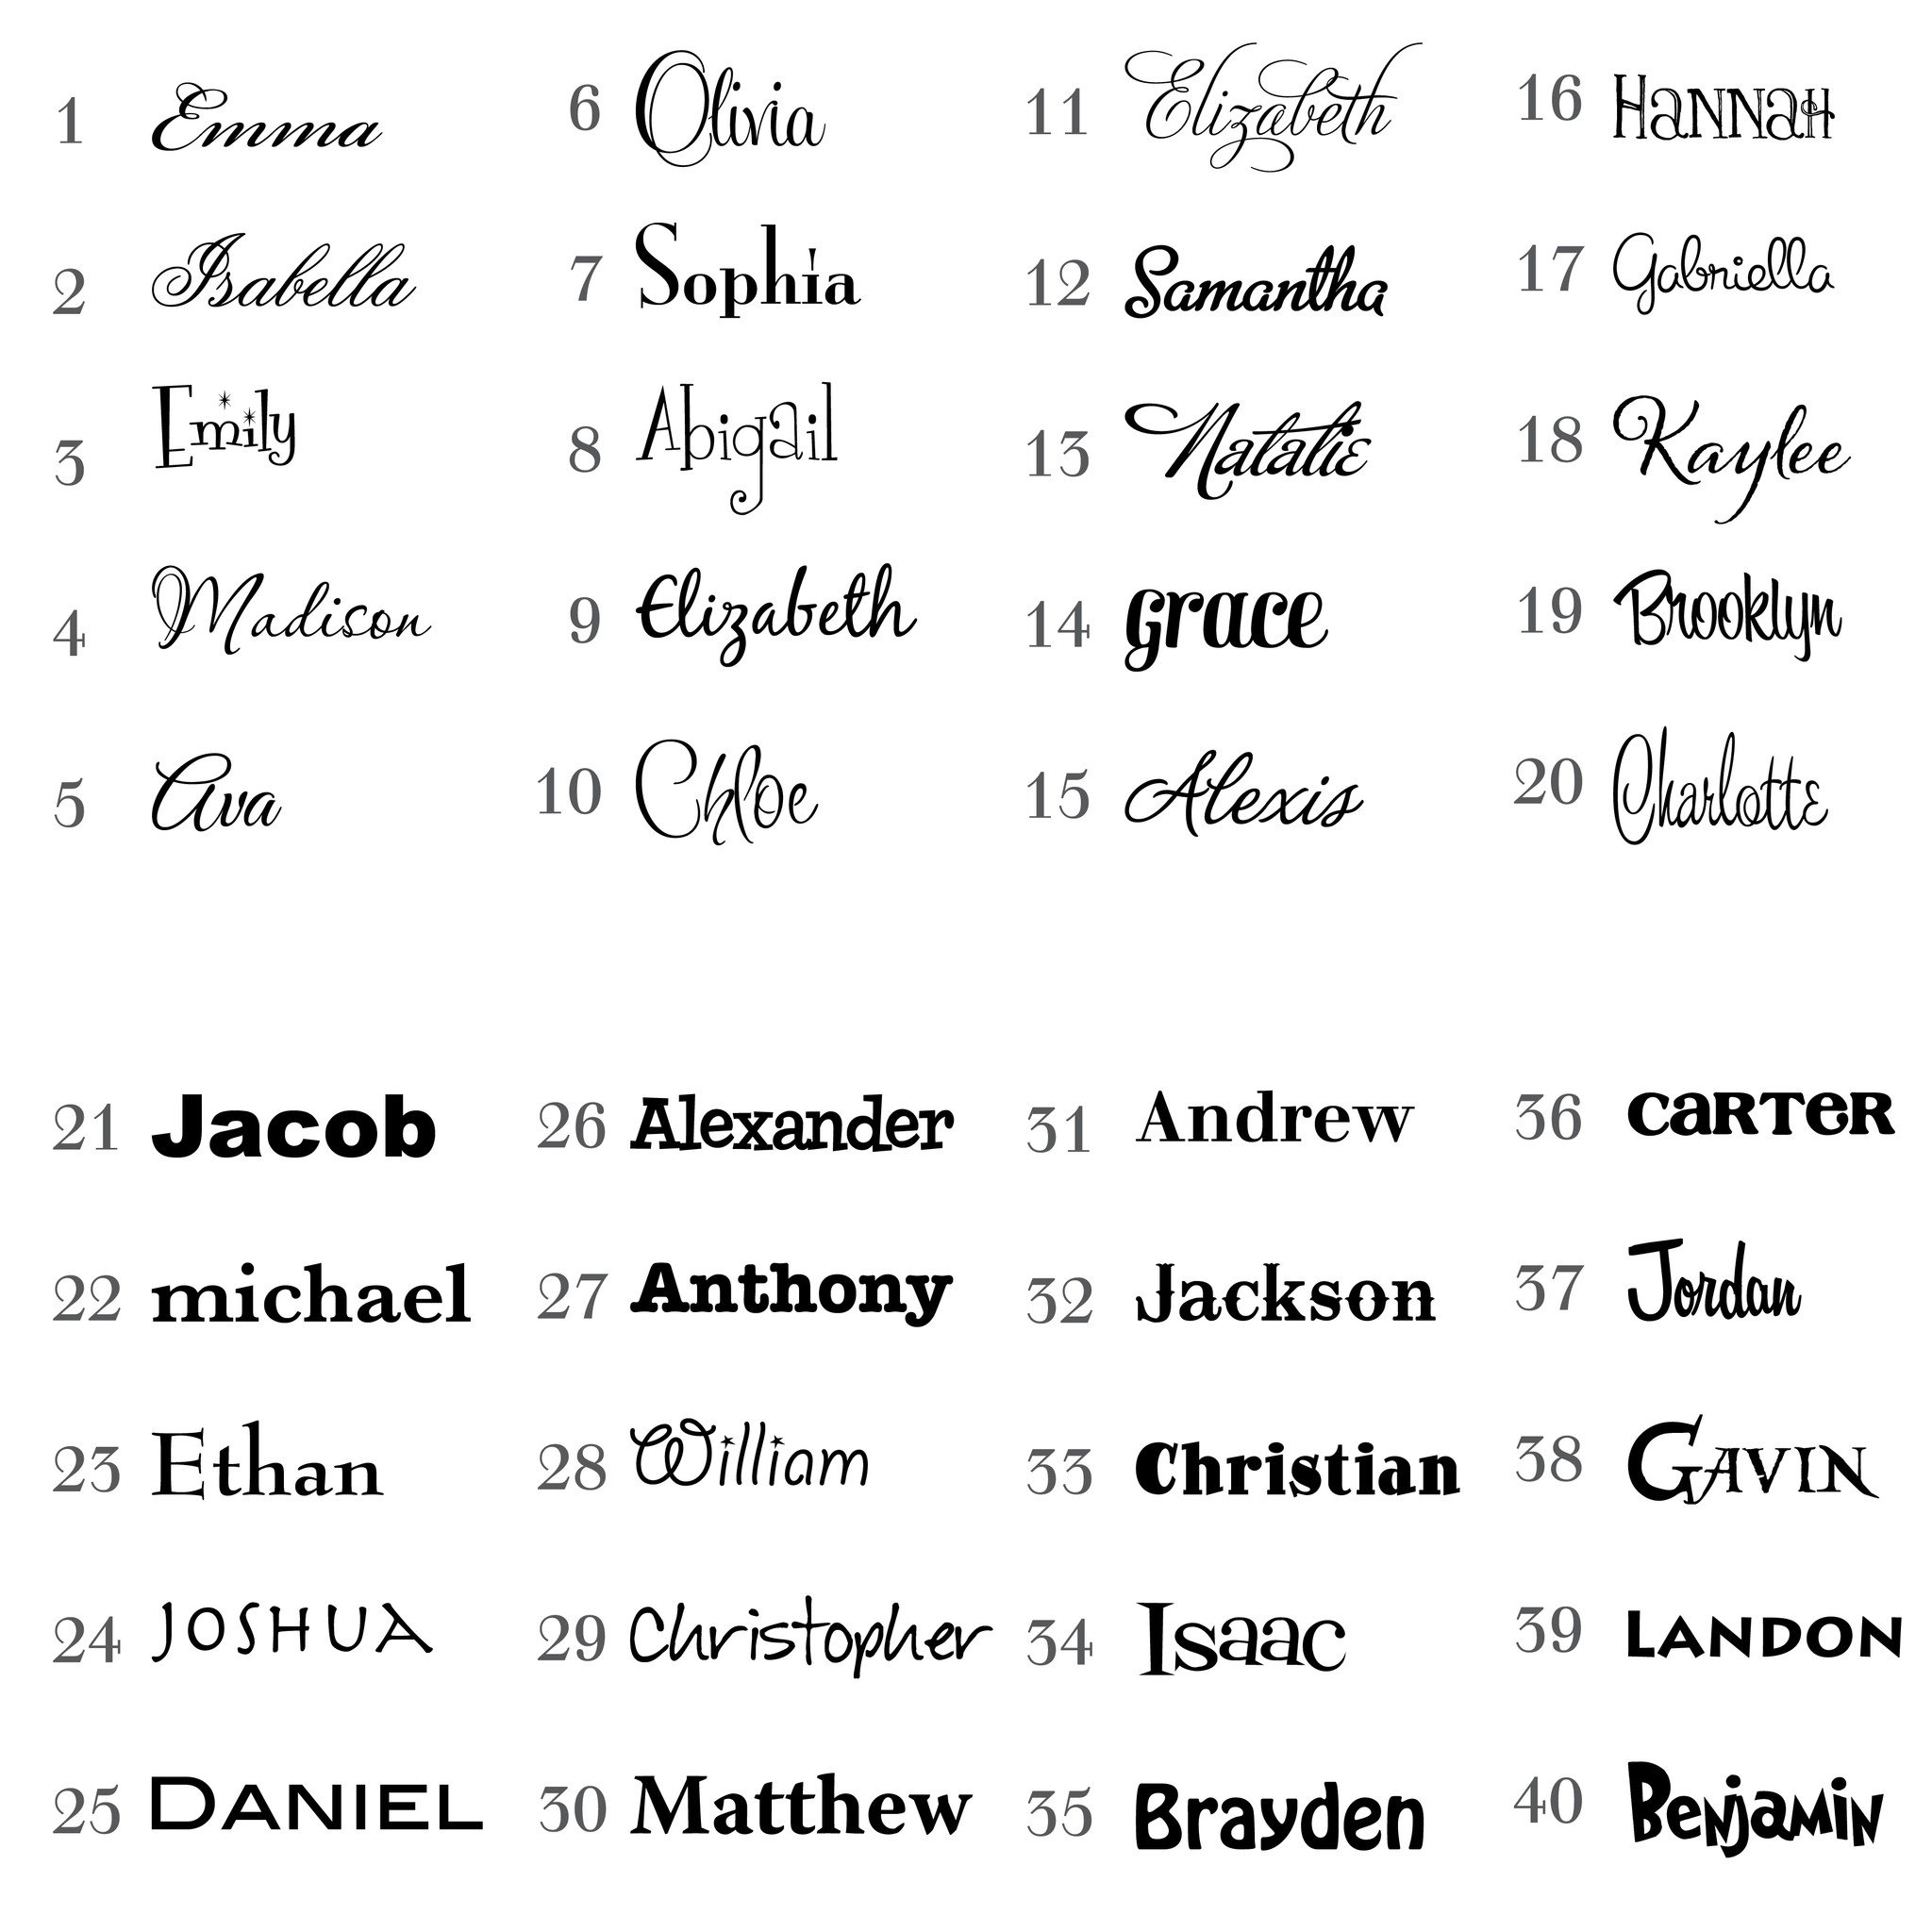 1 Emma
2 Isabella
3 Emily
4 Madison
5 Ava
6 Olivia
7 Sophia
8 Abigail
9 Elizabeth
10 Chloe
11 Elizabeth
12 Samantha
13 Natalie
14 Grace
15 Alexis
16 HaNNaH
17 Gabriella
18 Kaylee
19 Brooklyn
20 Charlotte
21 Jacob
22 michael
23 Ethan
24 JOSHUA
25 DANIEL
26 Alexander
27 Anthony
28 William
29 Christopher
30 Matthew
31 Andrew
32 Jackson
33 Christian
34 Isaac
35 Brayden
36 CaRTeR
37 Jordan
38 GAVIN
39 LANDON
40 BeNjaMiN